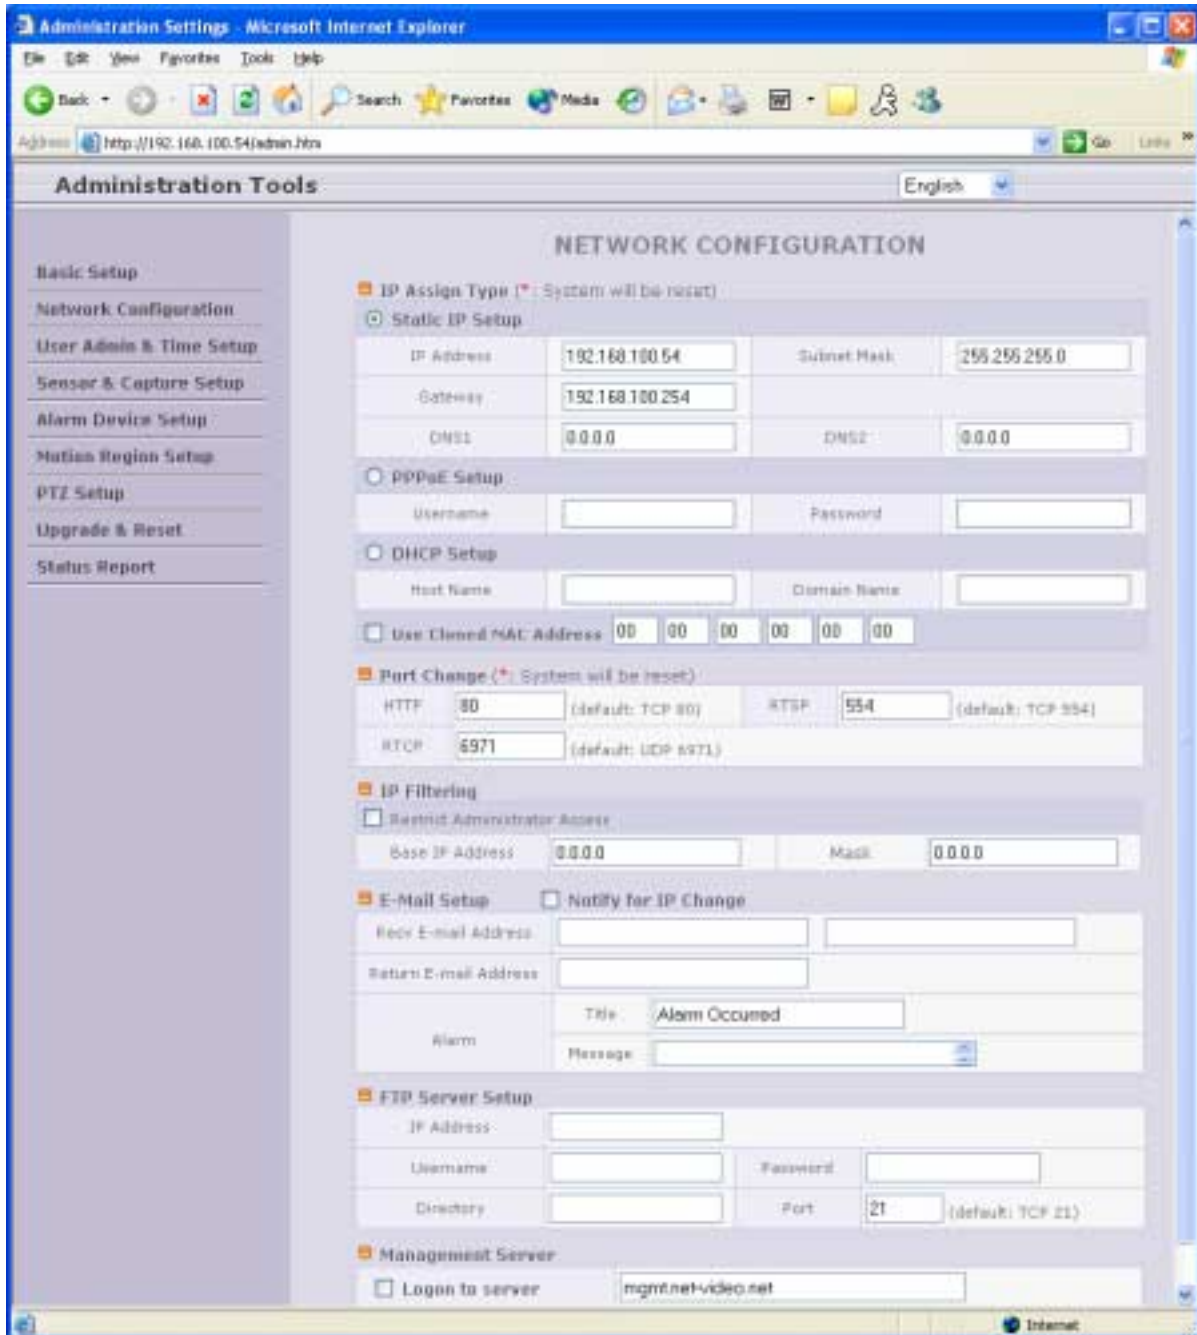 Administration Settings - Microsoft Internet Explorer
File Edit View Favorites Tools Help
Back Search Favorites Media
Address http://192.168.100.54/admin.htm Go Links
Administration Tools English
NETWORK CONFIGURATION
Basic Setup
Network Configuration
User Admin & Time Setup
Sensor & Capture Setup
Alarm Device Setup
Motion Region Setup
PTZ Setup
Upgrade & Reset
Status Report
IP Assign Type (*: System will be reset)
Static IP Setup
IP Address 192.168.100.54 Subnet Mask 255.255.255.0
Gateway 192.168.100.254
DNS1 0.0.0.0 DNS2 0.0.0.0
PPPoE Setup
Username Password
DHCP Setup
Host Name Domain Name
Use Cloned MAC Address 00 00 00 00 00 00
Port Change (*: System will be reset)
HTTP 80 (default: TCP 80) RTSP 554 (default: TCP 554)
RTCP 6971 (default: UDP 6971)
IP Filtering
Restrict Administrator Access
Base IP Address 0.0.0.0 Mask 0.0.0.0
E-Mail Setup Notify for IP Change
Recv E-mail Address
Return E-mail Address
Alarm
Title Alarm Occurred
Message
FTP Server Setup
IP Address
Username Password
Directory Port 21 (default: TCP 21)
Management Server
Logon to server mgmt.net-video.net
Internet